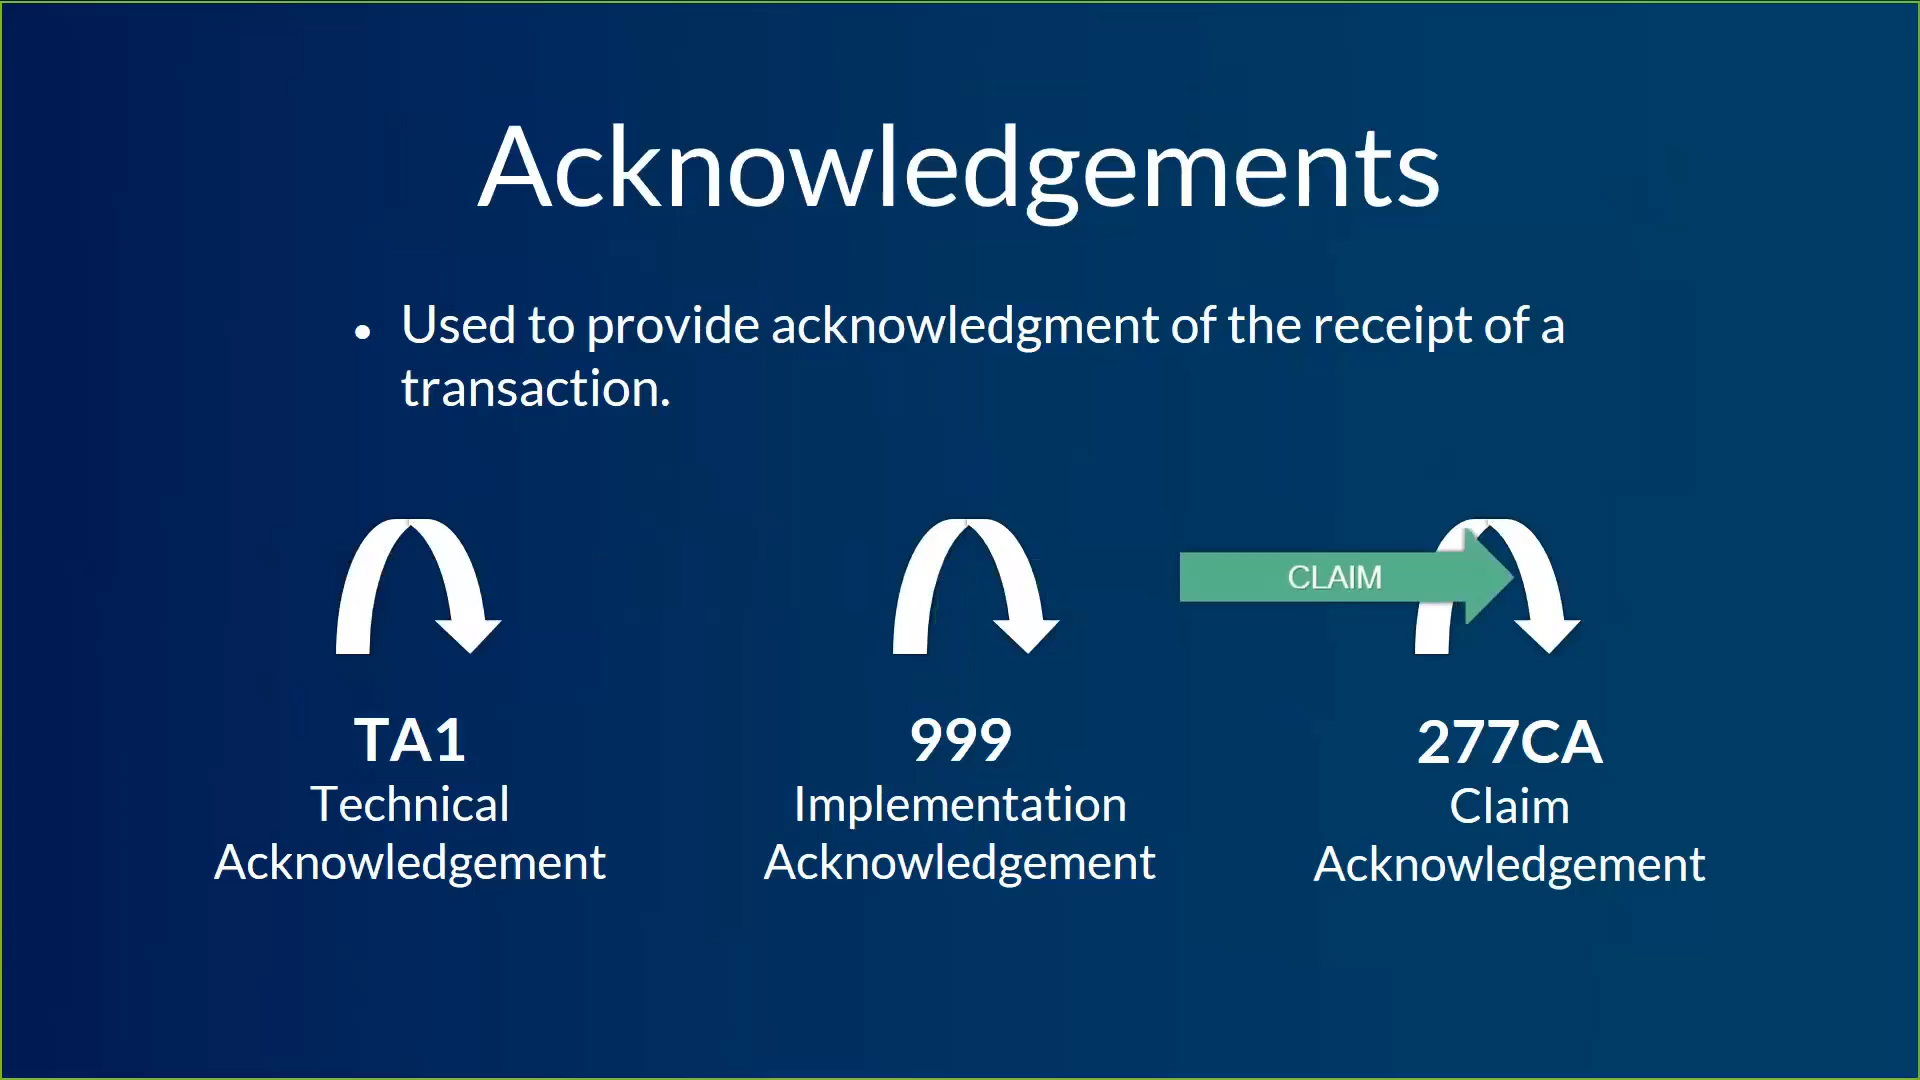 Acknowledgements
• Used to provide acknowledgment of the receipt of a
transaction.
CLAIM
TA1
Technical
Acknowledgement
999
Implementation
Acknowledgement
277CA
Claim
Acknowledgement